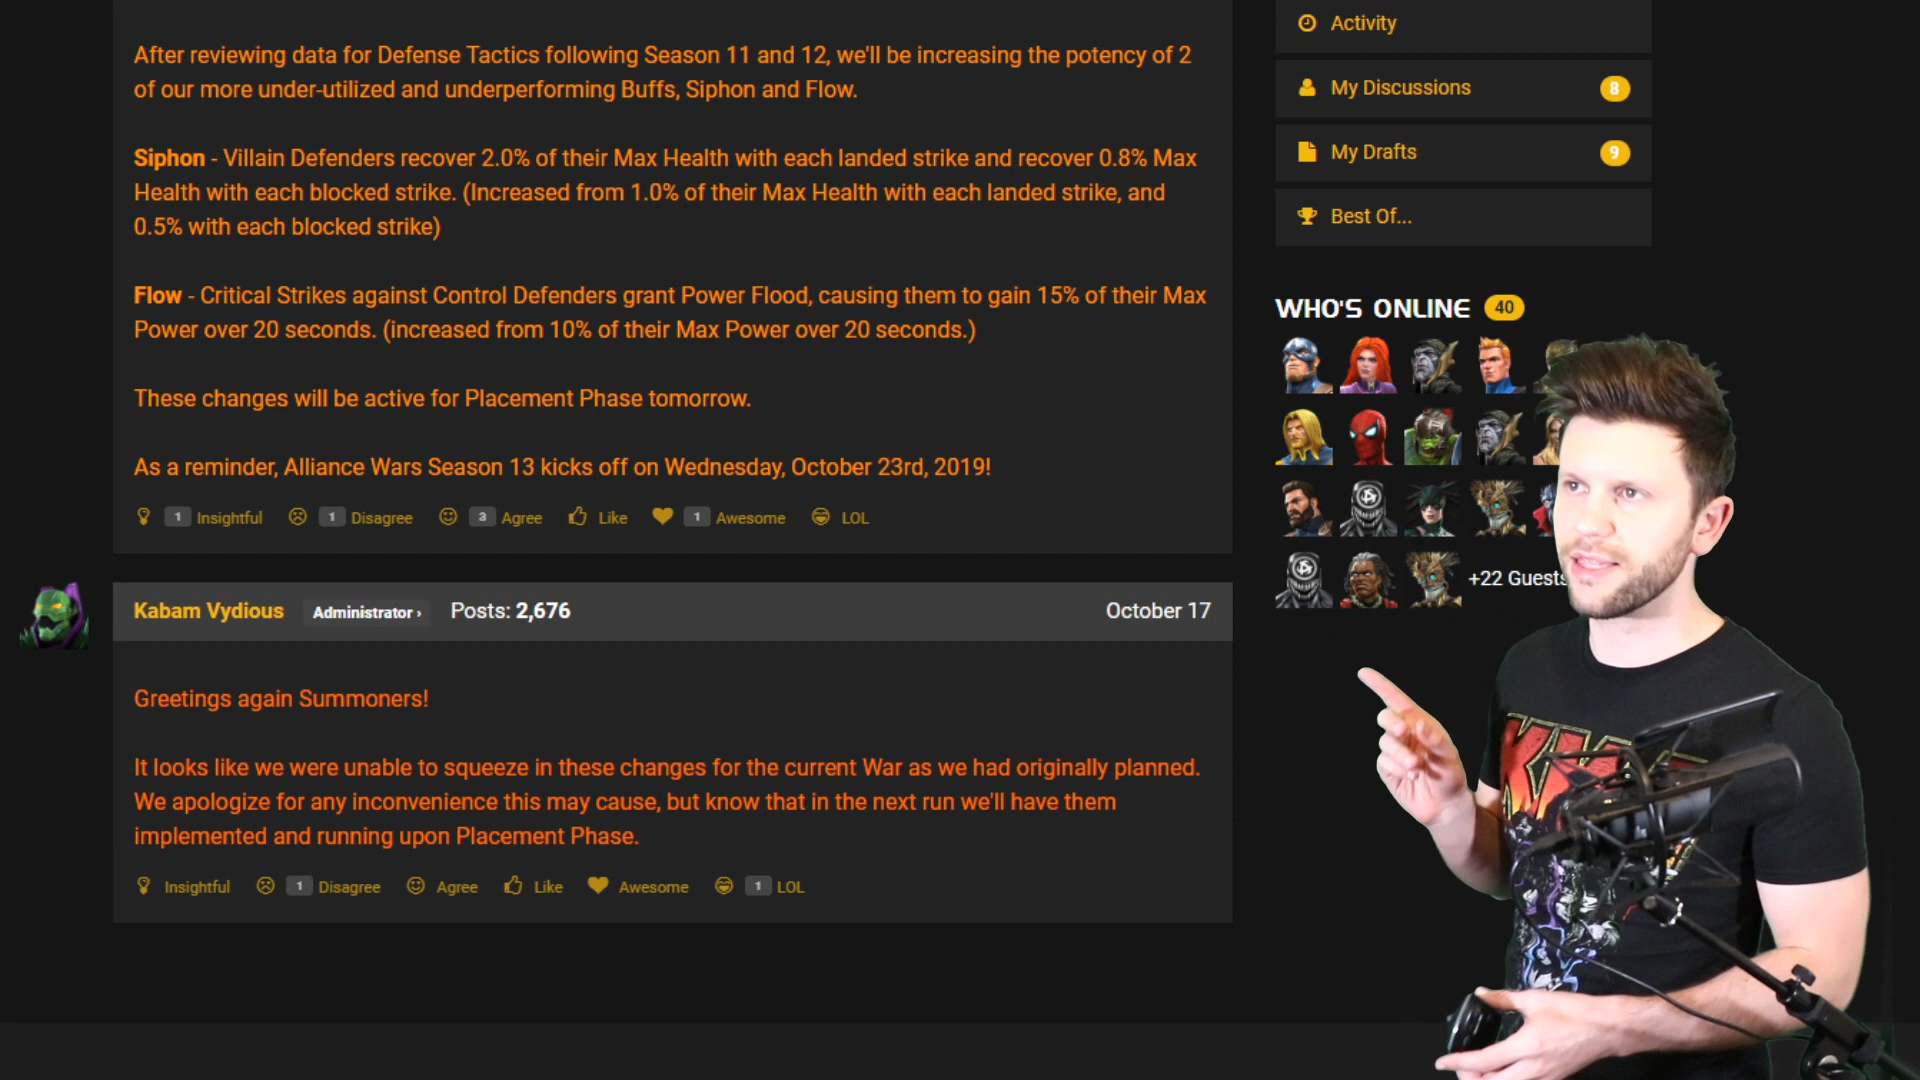 After reviewing data for Defense Tactics following Season 11 and 12, we'll be increasing the potency of 2
of our more under-utilized and underperforming Buffs, Siphon and Flow.
Siphon - Villain Defenders recover 2.0% of their Max Health with each landed strike and recover 0.8% Max
Health with each blocked strike. (Increased from 1.0% of their Max Health with each landed strike, and
0.5% with each blocked strike)
Flow - Critical Strikes against Control Defenders grant Power Flood, causing them to gain 15% of their Max
Power over 20 seconds. (increased from 10% of their Max Power over 20 seconds.)
These changes will be active for Placement Phase tomorrow.
As a reminder, Alliance Wars Season 13 kicks off on Wednesday, October 23rd, 2019!
1 Insightful 1 Disagree 3 Agree Like 1 Awesome LOL
Kabam Vydious Administrator › Posts: 2,676 October 17
Greetings again Summoners!
It looks like we were unable to squeeze in these changes for the current War as we had originally planned.
We apologize for any inconvenience this may cause, but know that in the next run we'll have them
implemented and running upon Placement Phase.
Insightful 1 Disagree Agree Like Awesome 1 LOL
Activity
My Discussions 8
My Drafts 9
Best Of...
WHO'S ONLINE 40
+22 Guests